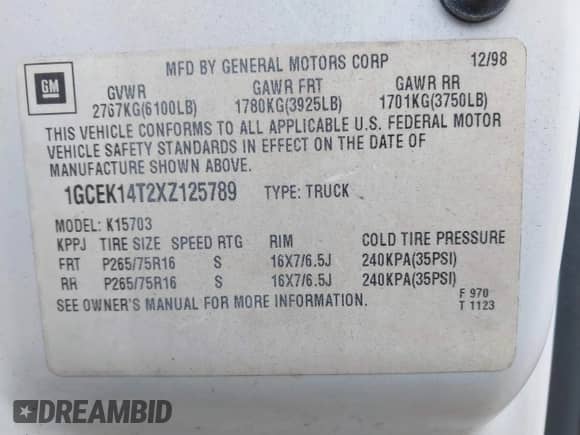 MFD BY GENERAL MOTORS CORP 12/98
GM
GVWR GAWR FRT GAWR RR
2767KG(6100LB) 1780KG(3925LB) 1701KG(3750LB)
THIS VEHICLE CONFORMS TO ALL APPLICABLE U.S. FEDERAL MOTOR
VEHICLE SAFETY STANDARDS IN EFFECT ON THE DATE OF
MANUFACTURE SHOWN ABOVE.
1GCEK14T2XZ125789 TYPE: TRUCK
MODEL: K15703
KPPJ TIRE SIZE SPEED RTG RIM COLD TIRE PRESSURE
FRT P265/75R16 S 16X7/6.5J 240KPA(35PSI)
RR P265/75R16 S 16X7/6.5J 240KPA(35PSI)
SEE OWNER'S MANUAL FOR MORE INFORMATION.
F 970
T 1123
DREAMBID